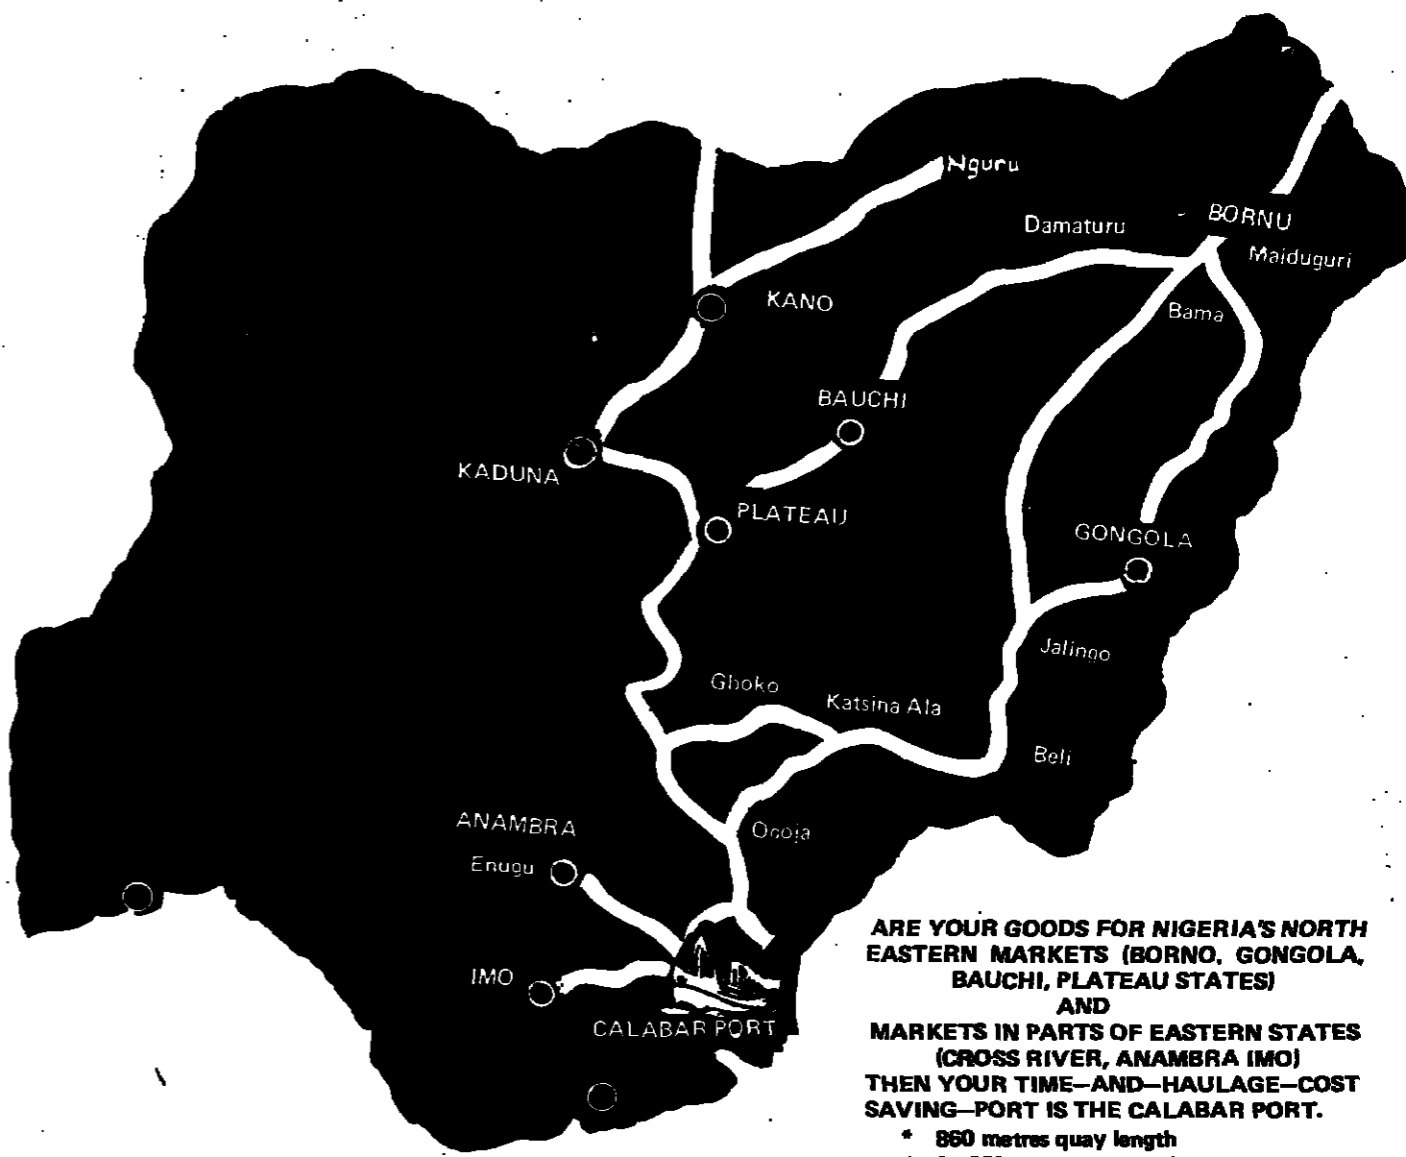 Nguru
BORNU
Damaturu
Maiduguri
KANO
Bama
BAUCHI
KADUNA
PLATEAU
GONGOLA
Jalingo
Gboko
Katsina Ala
Beli
ANAMBRA
Ogoja
Enugu
IMO
CALABAR PORT
ARE YOUR GOODS FOR NIGERIA'S NORTH
EASTERN MARKETS (BORNO, GONGOLA,
BAUCHI, PLATEAU STATES)
AND
MARKETS IN PARTS OF EASTERN STATES
(CROSS RIVER, ANAMBRA IMO)
THEN YOUR TIME—AND—HAULAGE—COST
SAVING—PORT IS THE CALABAR PORT.
* 860 metres quay length